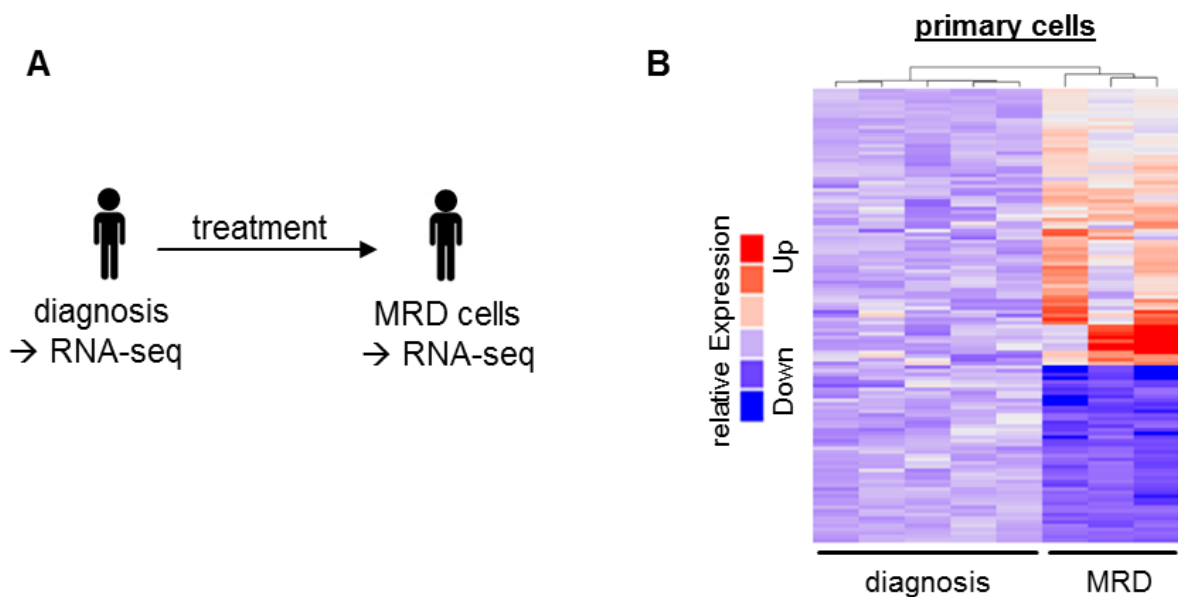 A
treatment
diagnosis
→ RNA-seq
MRD cells
→ RNA-seq
B
primary cells
relative Expression
Up
Down
diagnosis
MRD